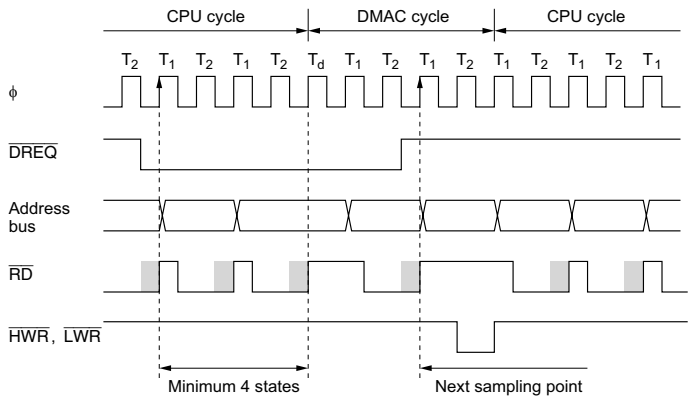 CPU cycle DMAC cycle CPU cycle
T2 T1 T2 T1 T2 Td T1 T2 T1 T2 T1 T2 T1 T2 T1
ϕ
DREQ
Address
bus
RD
HWR, LWR
Minimum 4 states Next sampling point